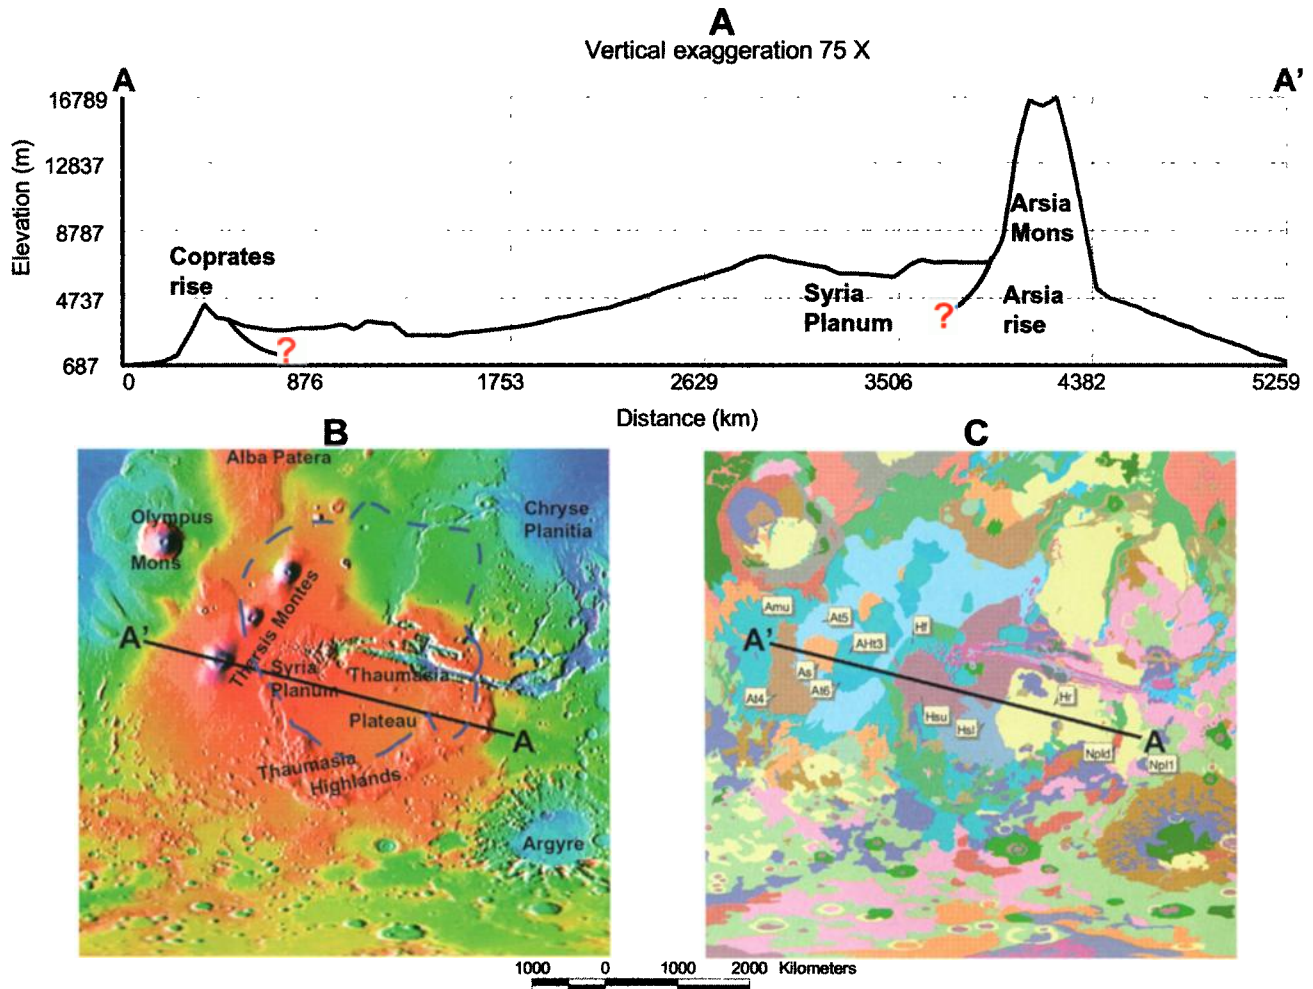 A
Vertical exaggeration 75 X
A
A'
16789
12837
8787
4737
687
Elevation (m)
Coprates
rise
?
Syria
Planum
?
Arsia
Mons
Arsia
rise
0
876
1753
2629
3506
4382
5259
Distance (km)
B
Alba Patera
Olympus
Mons
Chryse
Planitia
Tharsis Montes
A'
Syria
Planum
Thaumasia
Plateau
A
Thaumasia
Highlands
Argyre
C
Amu
At5
Hf
AHt3
A'
As
At6
At4
Hr
Hsu
Hsl
A
Npld
Npl1
1000 0 1000 2000 Kilometers